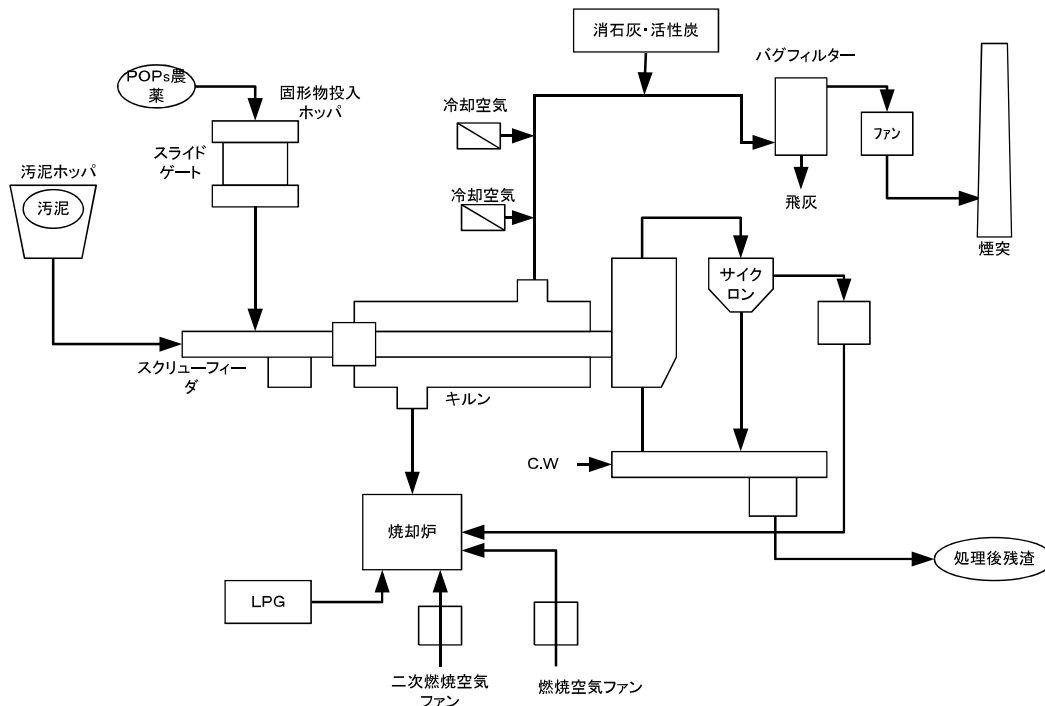 消石灰・活性炭
バグフィルター
POPs農
薬
固形物投入
ホッパ
冷却空気
ファン
スライド
ゲート
汚泥ホッパ
汚泥
冷却空気
飛灰
煙突
サイク
ロン
スクリューフィー
ダ
キルン
C.W
焼却炉
処理後残渣
LPG
二次燃焼空気
ファン
燃焼空気ファン